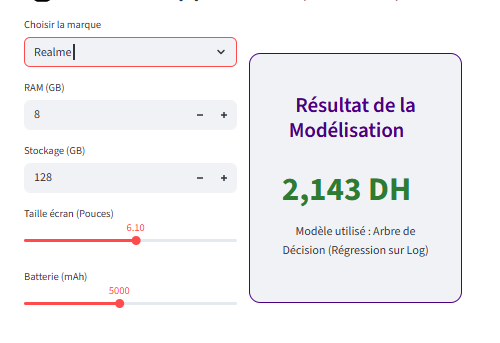 Choisir la marque
Realme
RAM (GB)
8
Stockage (GB)
128
Taille écran (Pouces)
6.10
Batterie (mAh)
5000
Résultat de la
Modélisation
2,143 DH
Modèle utilisé : Arbre de
Décision (Régression sur Log)